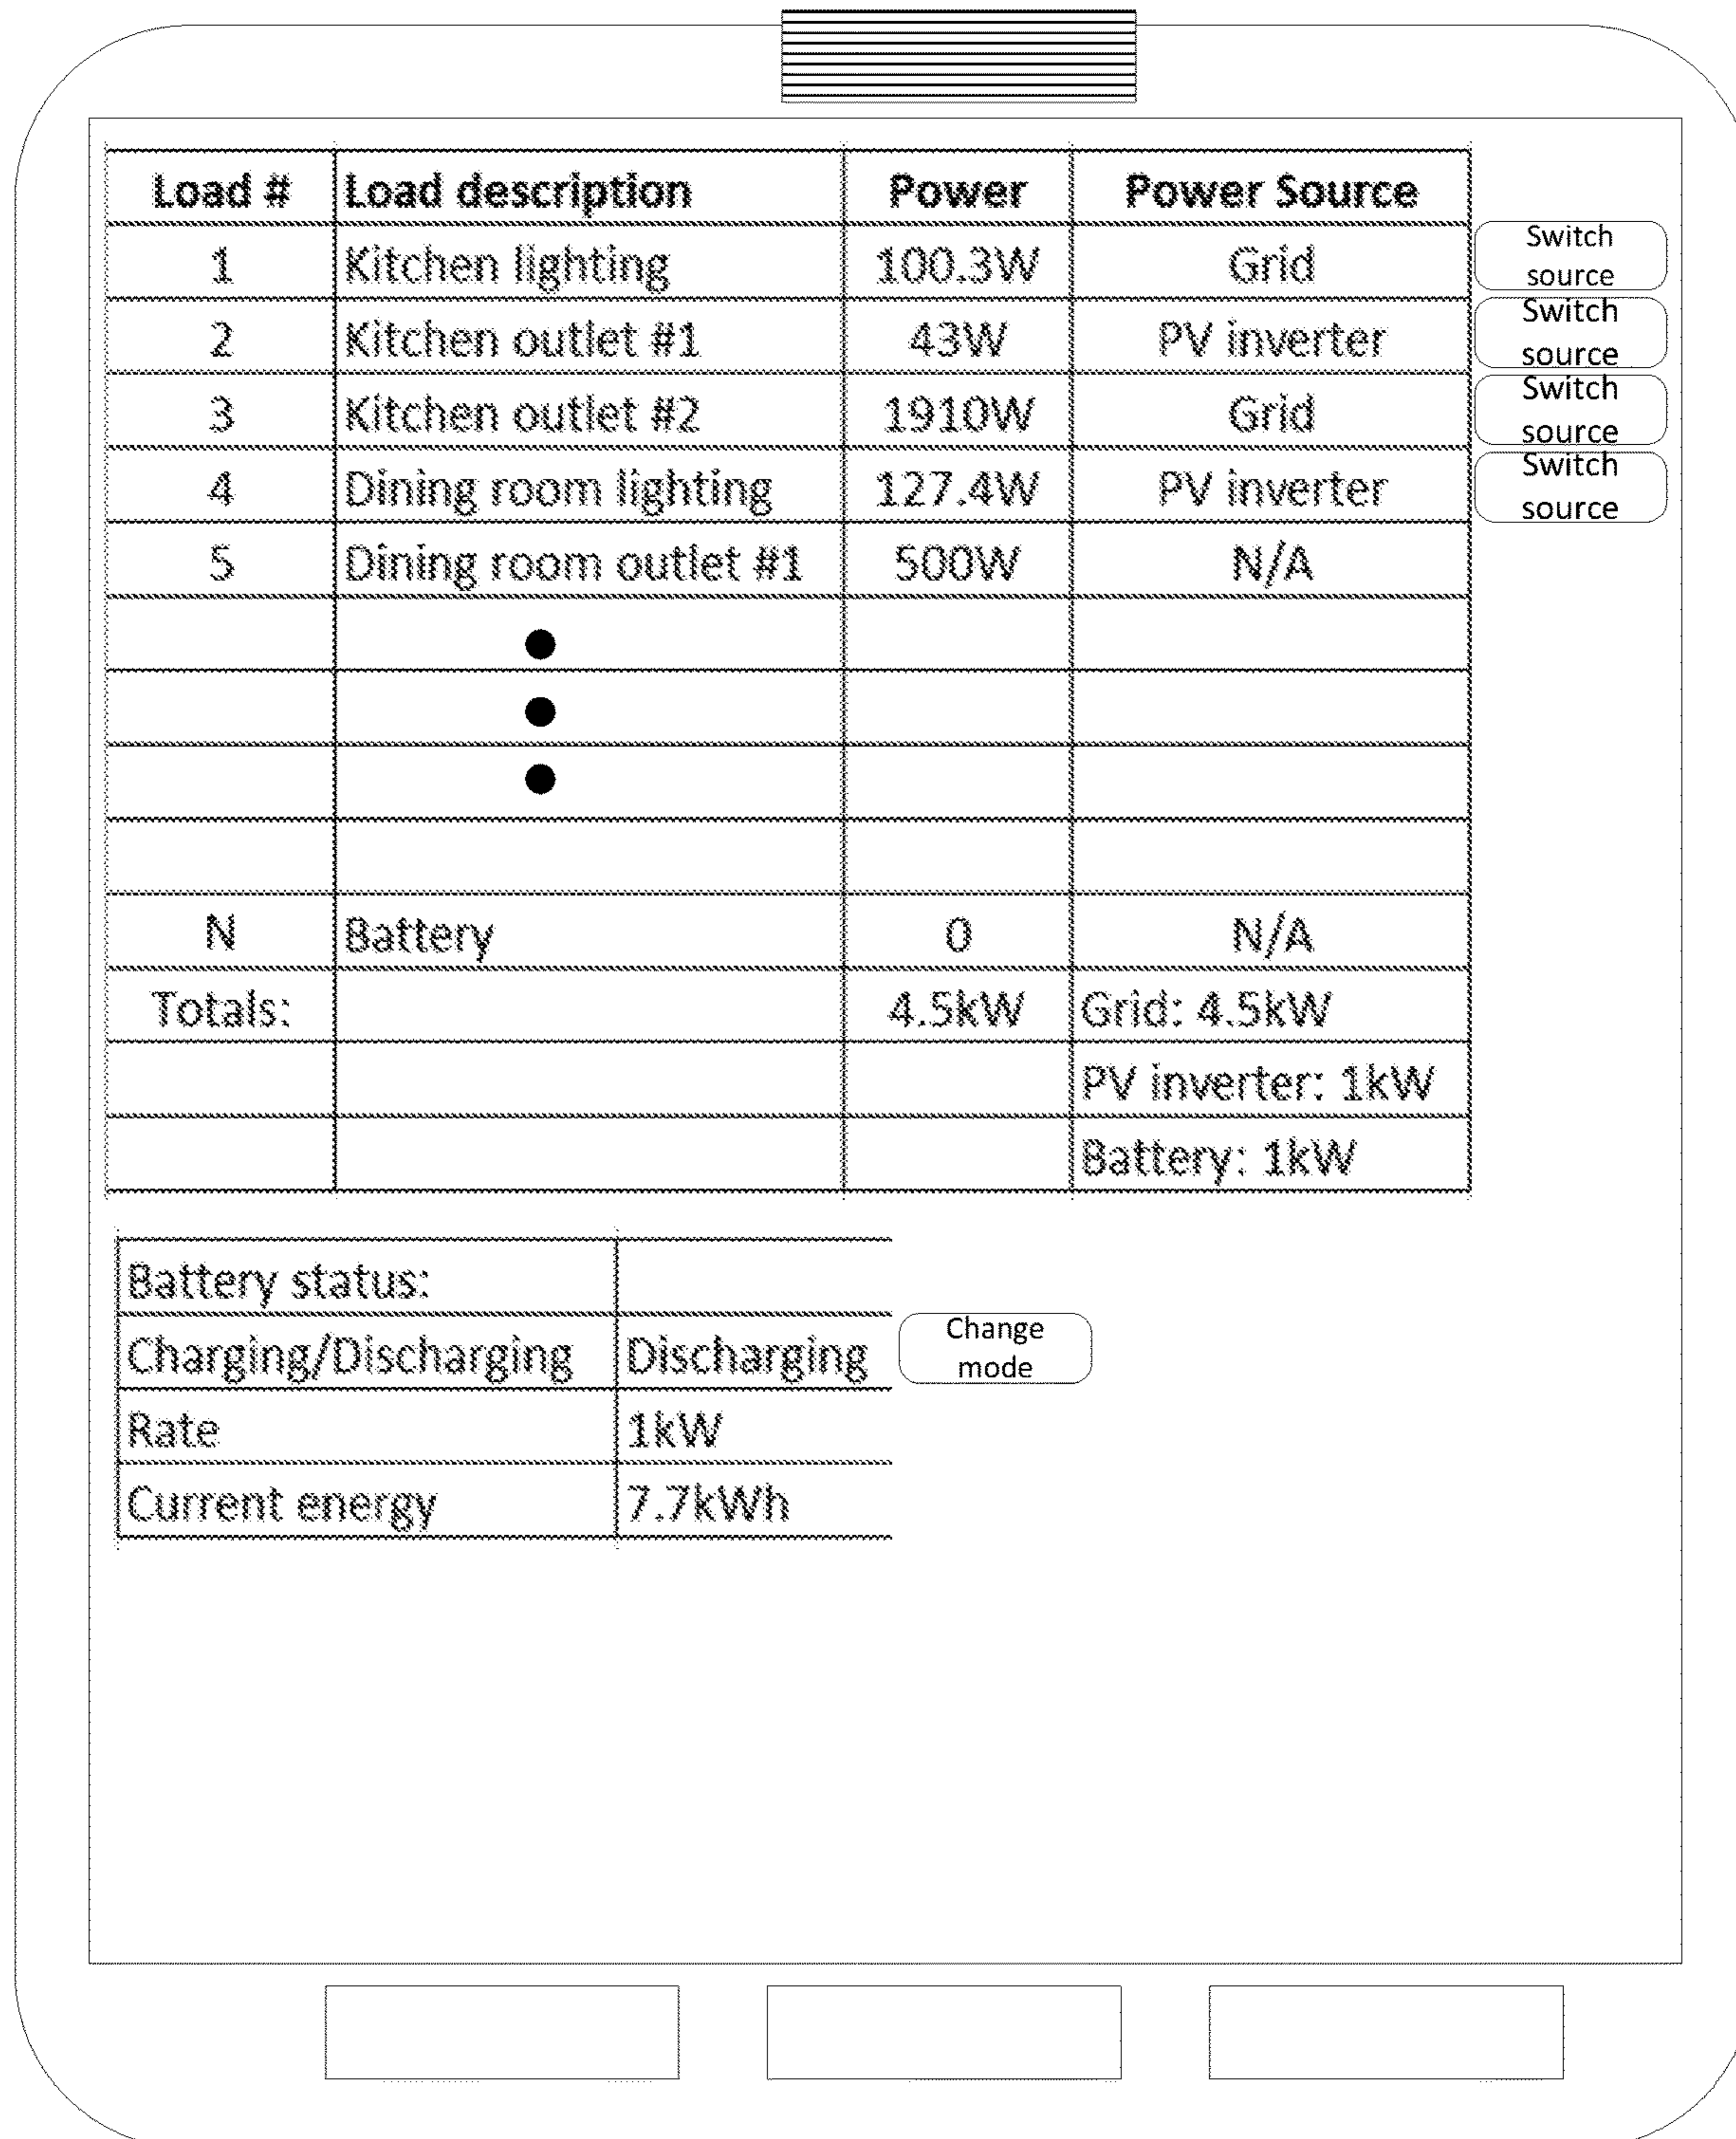 Load # Load description Power Power Source
1 Kitchen lighting 100.3W Grid Switch source
2 Kitchen outlet #1 43W PV inverter Switch source
3 Kitchen outlet #2 1910W Grid Switch source
4 Dining room lighting 127.4W PV inverter Switch source
5 Dining room outlet #1 500W N/A
N Battery 0 N/A
Totals: 4.5kW Grid: 4.5kW
PV inverter: 1kW
Battery: 1kW
Battery status:
Charging/Discharging Discharging Change mode
Rate 1kW
Current energy 7.7kWh